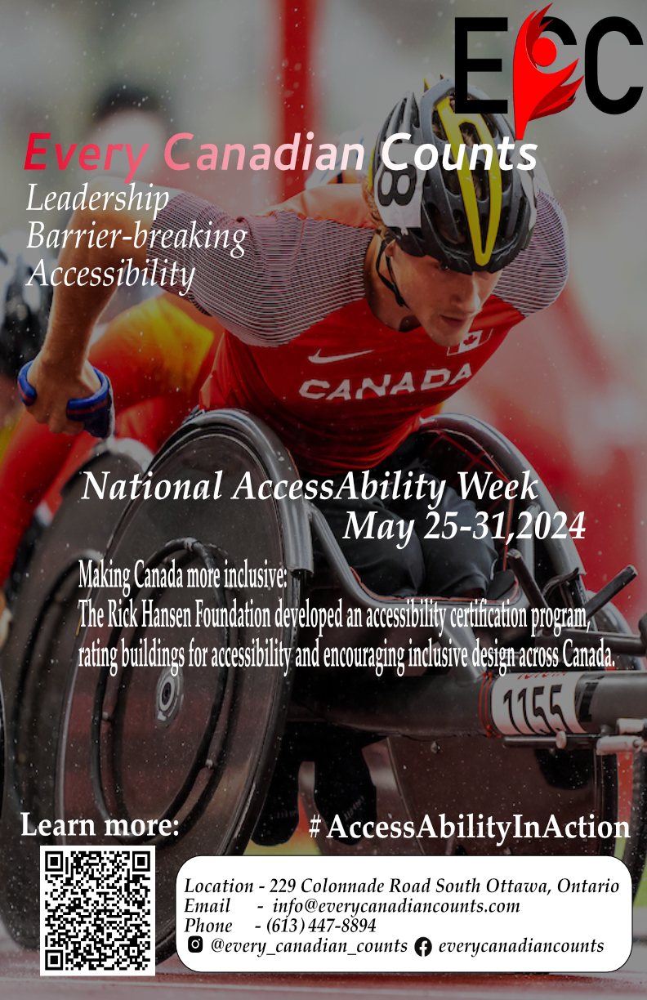 ECC
Every Canadian Counts
Leadership
Barrier-breaking
Accessibility
8
CANADA
National AccessAbility Week
May 25-31,2024
Making Canada more inclusive:
The Rick Hansen Foundation developed an accessibility certification program,
rating buildings for accessibility and encouraging inclusive design across Canada.
1155
Learn more:
#AccessAbilityInAction
Location - 229 Colonnade Road South Ottawa, Ontario
Email - info@everycanadiancounts.com
Phone - (613) 447-8894
@every_canadian_counts everycanadiancounts